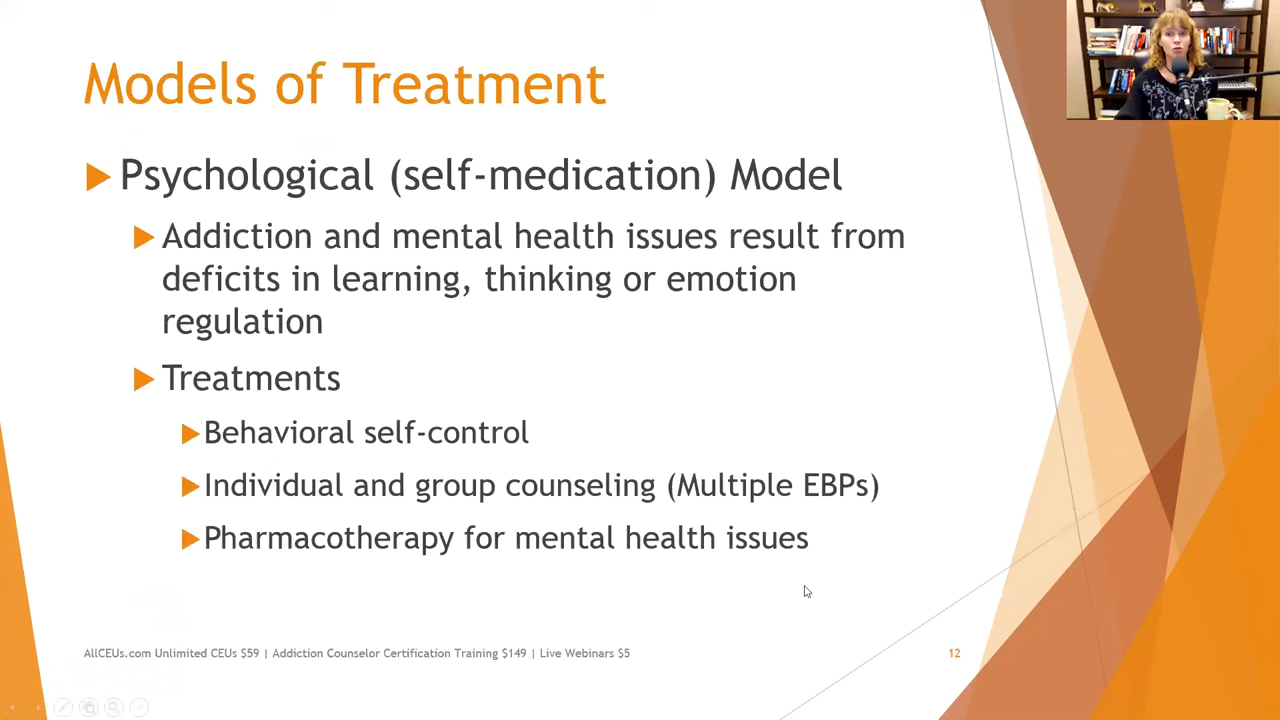 Models of Treatment
Psychological (self-medication) Model
Addiction and mental health issues result from
deficits in learning, thinking or emotion
regulation
Treatments
Behavioral self-control
Individual and group counseling (Multiple EBPs)
Pharmacotherapy for mental health issues
AllCEUs.com Unlimited CEUs $59 | Addiction Counselor Certification Training $149 | Live Webinars $5
12